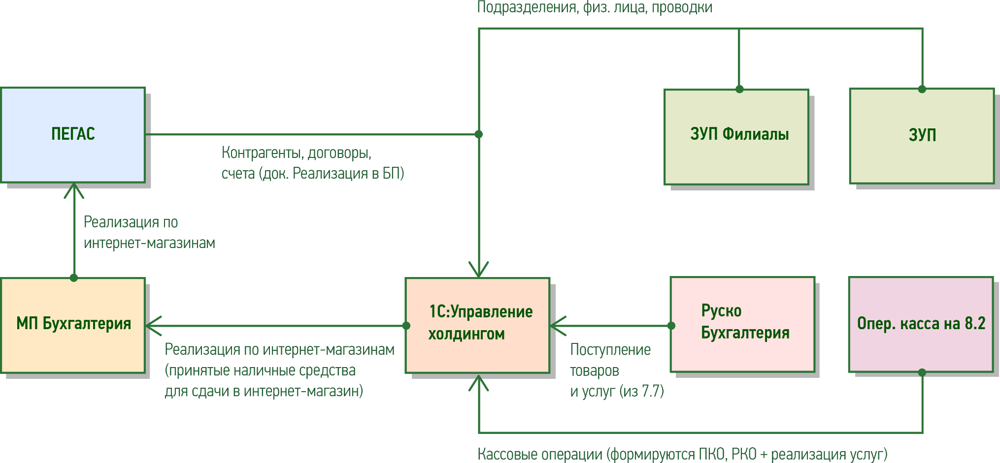 Подразделения, физ. лица, проводки
ПЕГАС
ЗУП Филиалы
ЗУП
Контрагенты, договоры,
счета (док. Реализация в БП)
Реализация по
интернет-магазинам
МП Бухгалтерия
1С:Управление
холдингом
Руско
Бухгалтерия
Опер. касса на 8.2
Реализация по интернет-магазинам
(принятые наличные средства
для сдачи в интернет-магазин)
Поступление
товаров
и услуг (из 7.7)
Кассовые операции (формируются ПКО, РКО + реализация услуг)